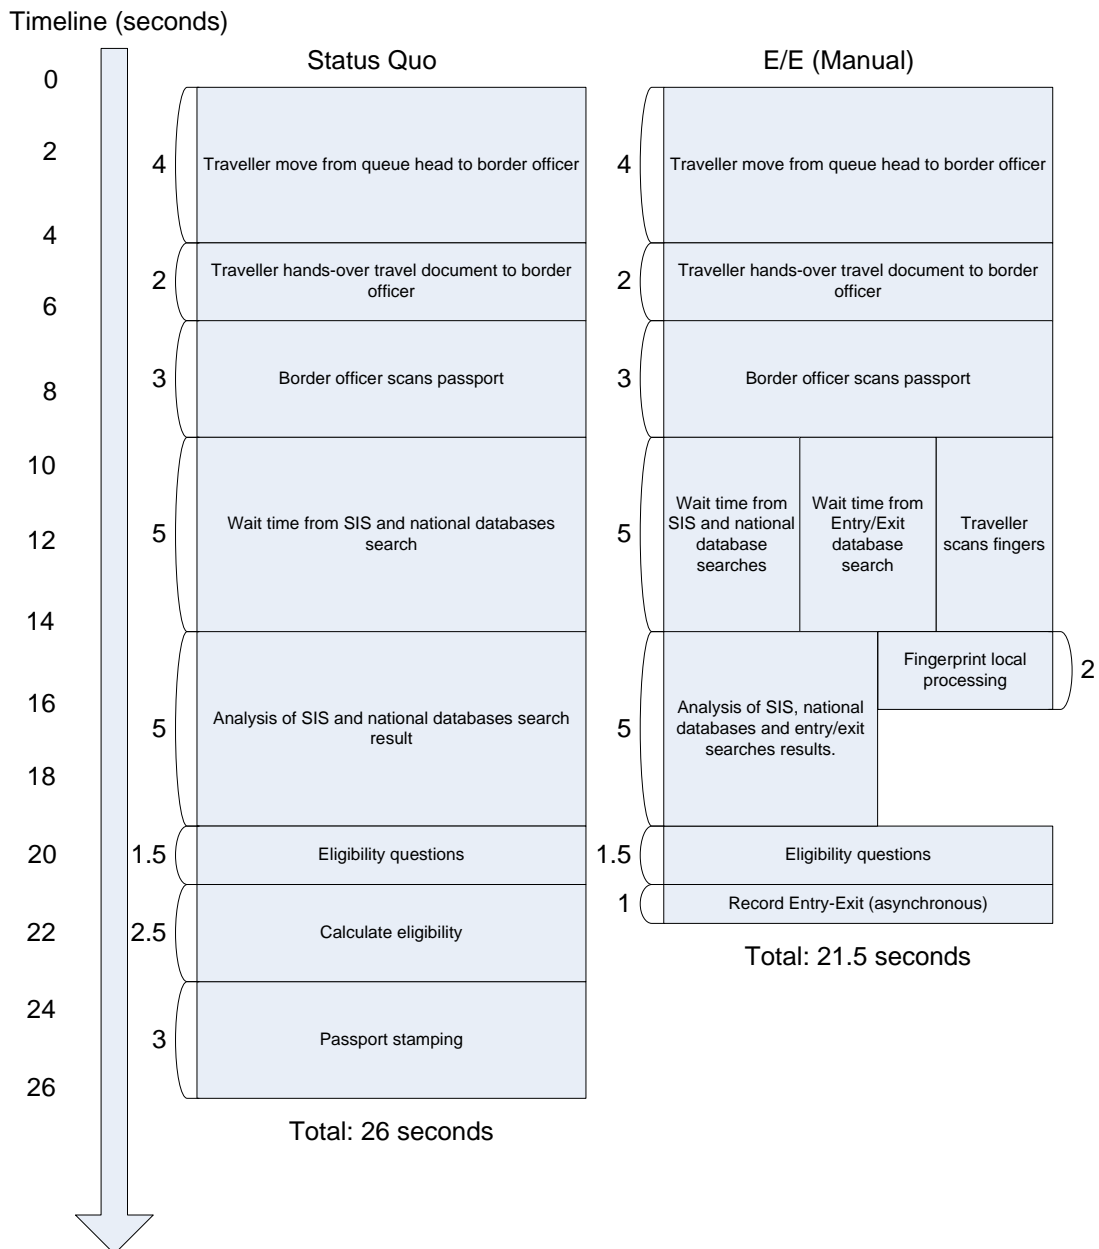 Timeline (seconds)
0
2
4
6
8
10
12
14
16
18
20
22
24
26
Status Quo
4
Traveller move from queue head to border officer
2
Traveller hands-over travel document to border
officer
3
Border officer scans passport
5
Wait time from SIS and national databases
search
5
Analysis of SIS and national databases search
result
1.5
Eligibility questions
2.5
Calculate eligibility
3
Passport stamping
Total: 26 seconds
E/E (Manual)
4
Traveller move from queue head to border officer
2
Traveller hands-over travel document to border
officer
3
Border officer scans passport
5
Wait time from
SIS and national
database
searches
Wait time from
Entry/Exit
database
search
Traveller
scans fingers
5
Analysis of SIS, national
databases and entry/exit
searches results.
Fingerprint local
processing
2
1.5
Eligibility questions
1
Record Entry-Exit (asynchronous)
Total: 21.5 seconds